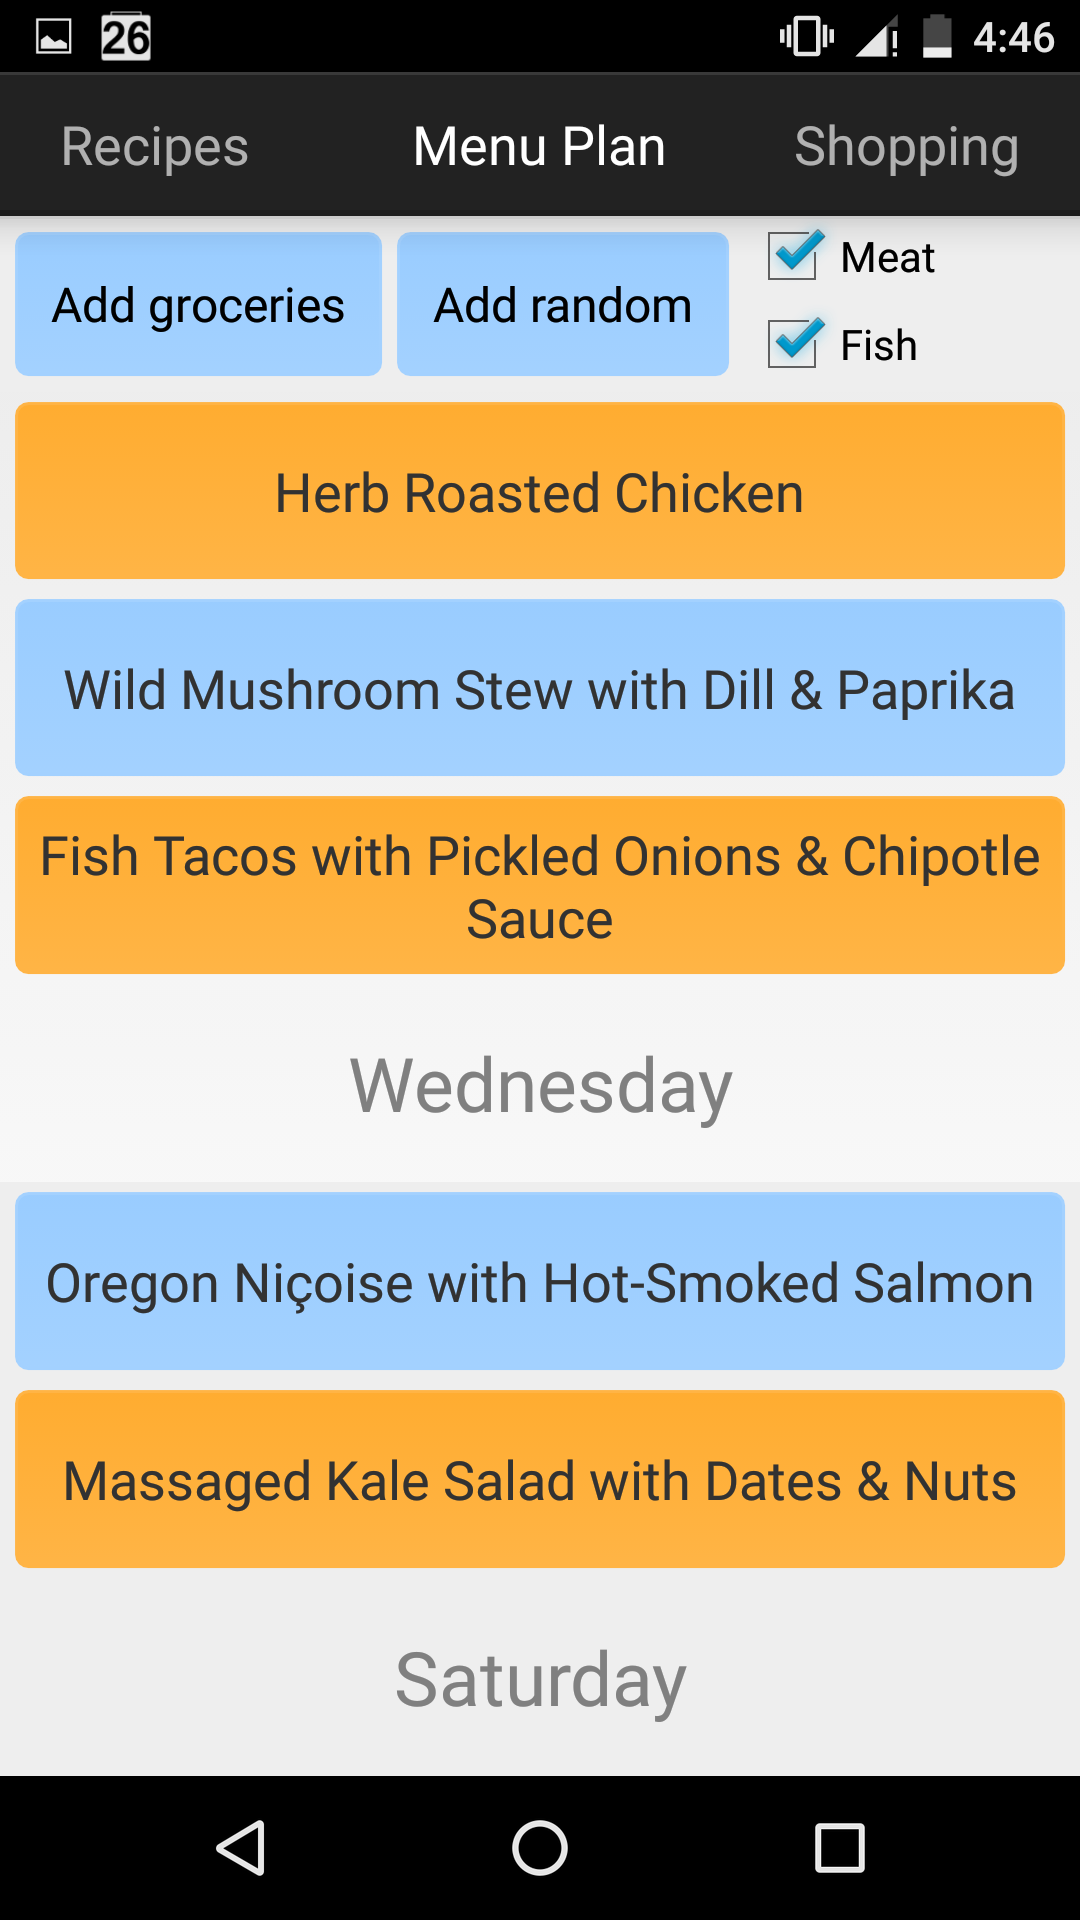 26
4:46
Recipes
Menu Plan
Shopping
Add groceries
Add random
Meat
Fish
Herb Roasted Chicken
Wild Mushroom Stew with Dill & Paprika
Fish Tacos with Pickled Onions & Chipotle
Sauce
Wednesday
Oregon Niçoise with Hot-Smoked Salmon
Massaged Kale Salad with Dates & Nuts
Saturday